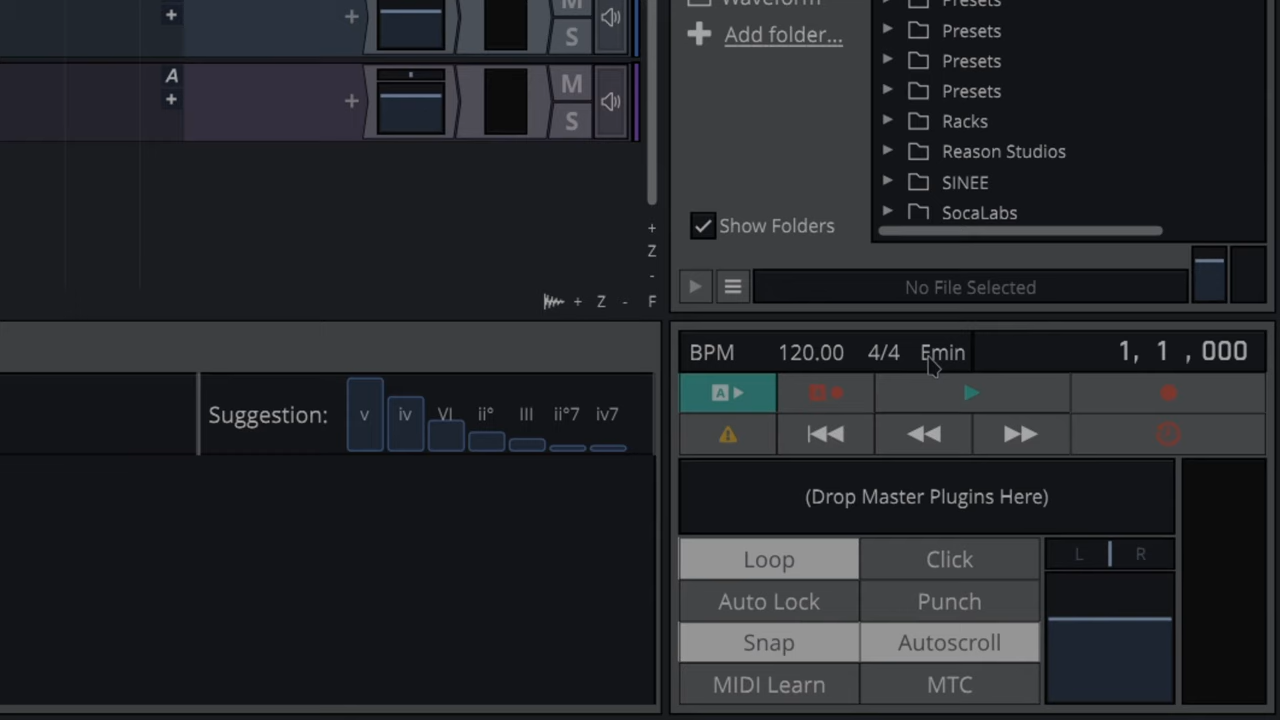 M
S
A
M
S
Z
Z - F
Waveform
Add folder...
Show Folders
Presets
Presets
Presets
Presets
Racks
Reason Studios
SINEE
SocaLabs
No File Selected
BPM 120.00 4/4 Emin 1, 1 ,000
A
Suggestion: v iv VI ii° III ii°7 iv7
(Drop Master Plugins Here)
Loop Click
Auto Lock Punch
Snap Autoscroll
MIDI Learn MTC
L R